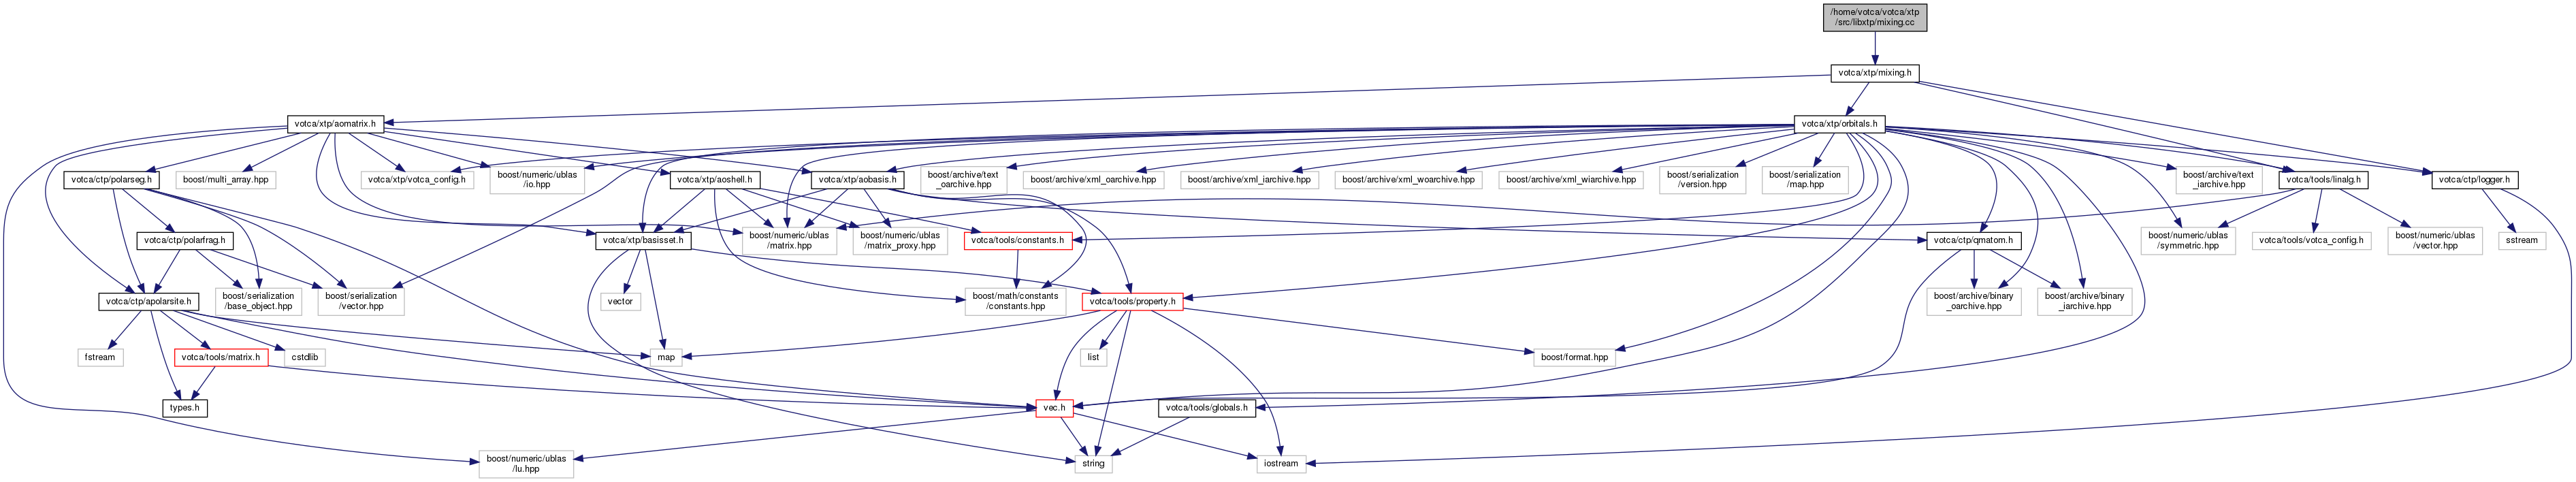 /home/votca/votca/xtp
/src/libxtp/mixing.cc
votca/xtp/mixing.h
votca/xtp/aomatrix.h
votca/xtp/orbitals.h
votca/ctp/polarseg.h
boost/multi_array.hpp
votca/xtp/votca_config.h
boost/numeric/ublas
/io.hpp
votca/xtp/aoshell.h
votca/xtp/aobasis.h
boost/archive/text
_oarchive.hpp
boost/archive/xml_oarchive.hpp
boost/archive/xml_iarchive.hpp
boost/archive/xml_woarchive.hpp
boost/archive/xml_wiarchive.hpp
boost/serialization
/version.hpp
boost/serialization
/map.hpp
boost/archive/text
_iarchive.hpp
votca/tools/linalg.h
votca/ctp/logger.h
votca/ctp/polarfrag.h
votca/xtp/basisset.h
boost/numeric/ublas
/matrix.hpp
boost/numeric/ublas
/matrix_proxy.hpp
votca/tools/constants.h
votca/ctp/qmatom.h
boost/numeric/ublas
/symmetric.hpp
votca/tools/votca_config.h
boost/numeric/ublas
/vector.hpp
sstream
votca/ctp/apolarsite.h
boost/serialization
/base_object.hpp
boost/serialization
/vector.hpp
vector
boost/math/constants
/constants.hpp
votca/tools/property.h
boost/archive/binary
_oarchive.hpp
boost/archive/binary
_iarchive.hpp
fstream
votca/tools/matrix.h
cstdlib
map
list
boost/format.hpp
types.h
vec.h
votca/tools/globals.h
boost/numeric/ublas
/lu.hpp
string
iostream